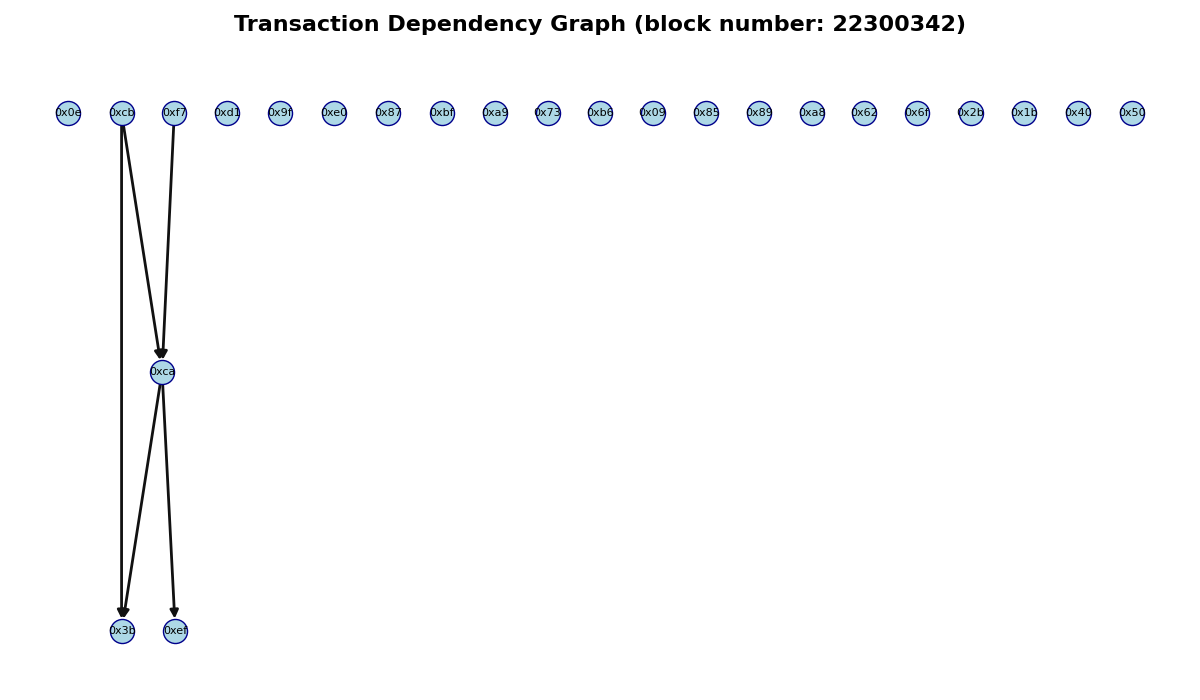 Transaction Dependency Graph (block number: 22300342)
0x0e 0xcb 0xf7 0xd1 0x9f 0xe0 0x87 0xbf 0xa9 0x73 0xb6 0x09 0x85 0x89 0xa8 0x62 0x6f 0x2b 0x1b 0x40 0x50
0xca
0x3b 0xef